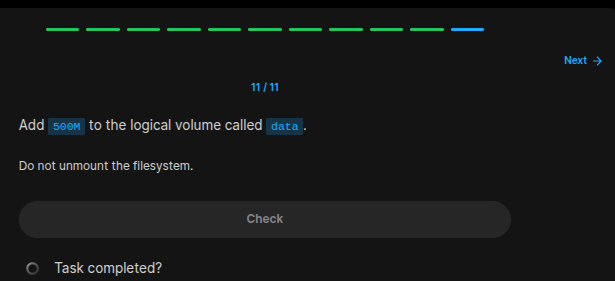 Next →
11 / 11
Add 500M to the logical volume called data.
Do not unmount the filesystem.
Check
Task completed?